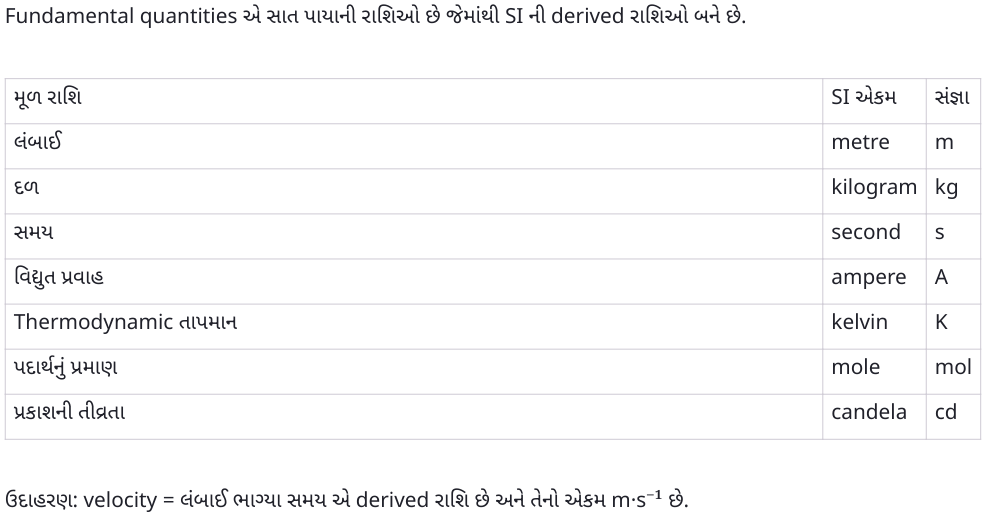 Fundamental quantities એ સાત પાયાની રાશિઓ છે જેમાંથી SI ની derived રાશિઓ બને છે.
મૂળ રાશિ SI એકમ સંજ્ઞા
લંબાઈ metre m
દળ kilogram kg
સમય second s
વિદ્યુત પ્રવાહ ampere A
Thermodynamic તાપમાન kelvin K
પદાર્થનું પ્રમાણ mole mol
પ્રકાશની તીવ્રતા candela cd
ઉદાહરણ: velocity = લંબાઈ ભાગ્યા સમય એ derived રાશિ છે અને તેનો એકમ m·s⁻¹ છે.